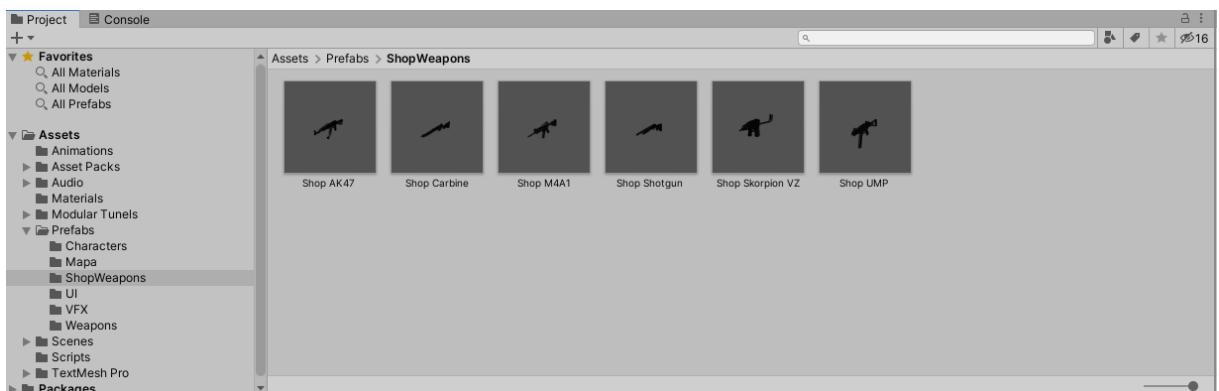 Project Console
16
Favorites
All Materials
All Models
All Prefabs
Assets
Animations
Asset Packs
Audio
Materials
Modular Tunels
Prefabs
Characters
Mapa
ShopWeapons
UI
VFX
Weapons
Scenes
Scripts
TextMesh Pro
Packages
Assets > Prefabs > ShopWeapons
Shop AK47 Shop Carbine Shop M4A1 Shop Shotgun Shop Skorpion VZ Shop UMP